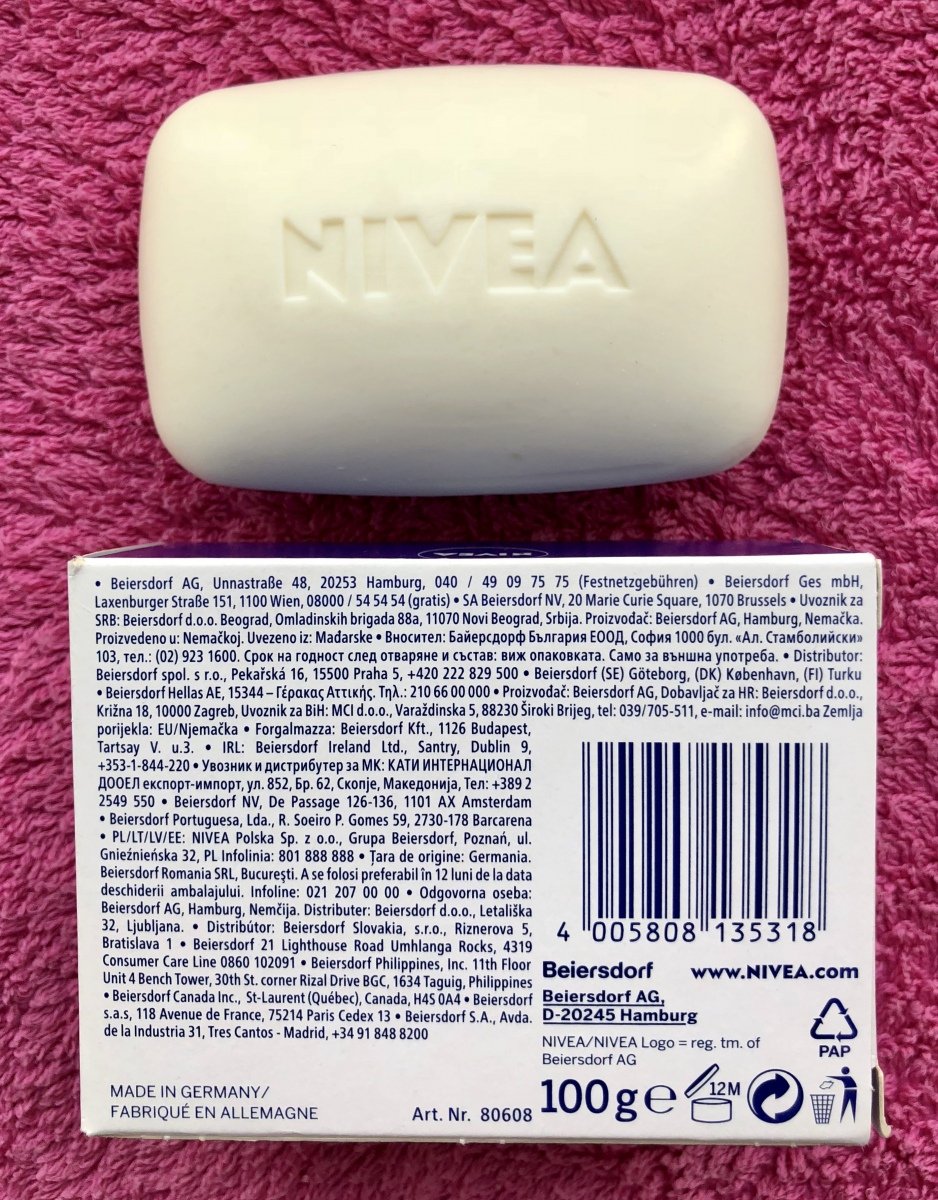 NIVEA
NIVEA
• Beiersdorf AG, Unnastraße 48, 20253 Hamburg, 040 / 49 09 75 75 (Festnetzgebühren) • Beiersdorf Ges mbH,
Laxenburger Straße 151, 1100 Wien, 08000 / 54 54 54 (gratis) • SA Beiersdorf NV, 20 Marie Curie Square, 1070 Brussels • Uvoznik za
SRB: Beiersdorf d.o.o. Beograd, Omladinskih brigada 88a, 11070 Novi Beograd, Srbija. Proizvođač: Beiersdorf AG, Hamburg, Nemačka.
Proizvedeno u: Nemačkoj. Uvezeno iz: Mađarske • Вносител: Байерсдорф България ЕООД, София 1000 бул. «Ал. Стамболийски»
103, тел.: (02) 923 1600. Срок на годност след отваряне и състав: виж опаковката. Само за външна употреба. • Distributor:
Beiersdorf spol. s r.o., Pekařská 16, 15500 Praha 5, +420 222 829 500 • Beiersdorf (SE) Göteborg, (DK) København, (FI) Turku
• Beiersdorf Hellas AE, 15344 – Γέρακας Αττικής. Τηλ.: 210 66 00 000 • Proizvođač: Beiersdorf AG, Dobavljač za HR: Beiersdorf d.o.o.,
Križna 18, 10000 Zagreb, Uvoznik za BiH: MCI d.o.o., Varaždinska 5, 88230 Široki Brijeg, tel: 039/705-511, e-mail: info@mci.ba Zemlja
porijekla: EU/Njemačka • Forgalmazza: Beiersdorf Kft., 1126 Budapest,
Tartsay V. u.3. • IRL: Beiersdorf Ireland Ltd., Santry, Dublin 9,
+353-1-844-220 • Увозник и дистрибутер за МК: КАТИ ИНТЕРНАЦИОНАЛ
ДООЕЛ експорт-импорт, ул. 852, Бр. 62, Скопје, Македонија, Тел: +389 2
2549 550 • Beiersdorf NV, De Passage 126-136, 1101 AX Amsterdam
• Beiersdorf Portuguesa, Lda., R. Soeiro P. Gomes 59, 2730-178 Barcarena
• PL/LT/LV/EE: NIVEA Polska Sp. z o.o., Grupa Beiersdorf, Poznań, ul.
Gnieźnieńska 32, PL Infolinia: 801 888 888 • Țara de origine: Germania.
Beiersdorf Romania SRL, Bucureşti. A se folosi preferabil în 12 luni de la data
deschiderii ambalajului. Infoline: 021 207 00 00 • Odgovorna oseba:
Beiersdorf AG, Hamburg, Nemčija. Distributer: Beiersdorf d.o.o., Letališka
32, Ljubljana. • Distribútor: Beiersdorf Slovakia, s.r.o., Riznerova 5,
Bratislava 1 • Beiersdorf 21 Lighthouse Road Umhlanga Rocks, 4319
Consumer Care Line 0860 102091 • Beiersdorf Philippines, Inc. 11th Floor
Unit 4 Bench Tower, 30th St. corner Rizal Drive BGC, 1634 Taguig, Philippines
• Beiersdorf Canada Inc., St-Laurent (Québec), Canada, H4S 0A4 • Beiersdorf
s.a.s, 118 Avenue de France, 75214 Paris Cedex 13 • Beiersdorf S.A., Avda.
de la Industria 31, Tres Cantos - Madrid, +34 91 848 8200
MADE IN GERMANY/
FABRIQUÉ EN ALLEMAGNE
Art. Nr. 80608
4 005808 135318
Beiersdorf www.NIVEA.com
Beiersdorf AG,
D-20245 Hamburg
NIVEA/NIVEA Logo = reg. tm. of
Beiersdorf AG
PAP
100 g ℮ 12M